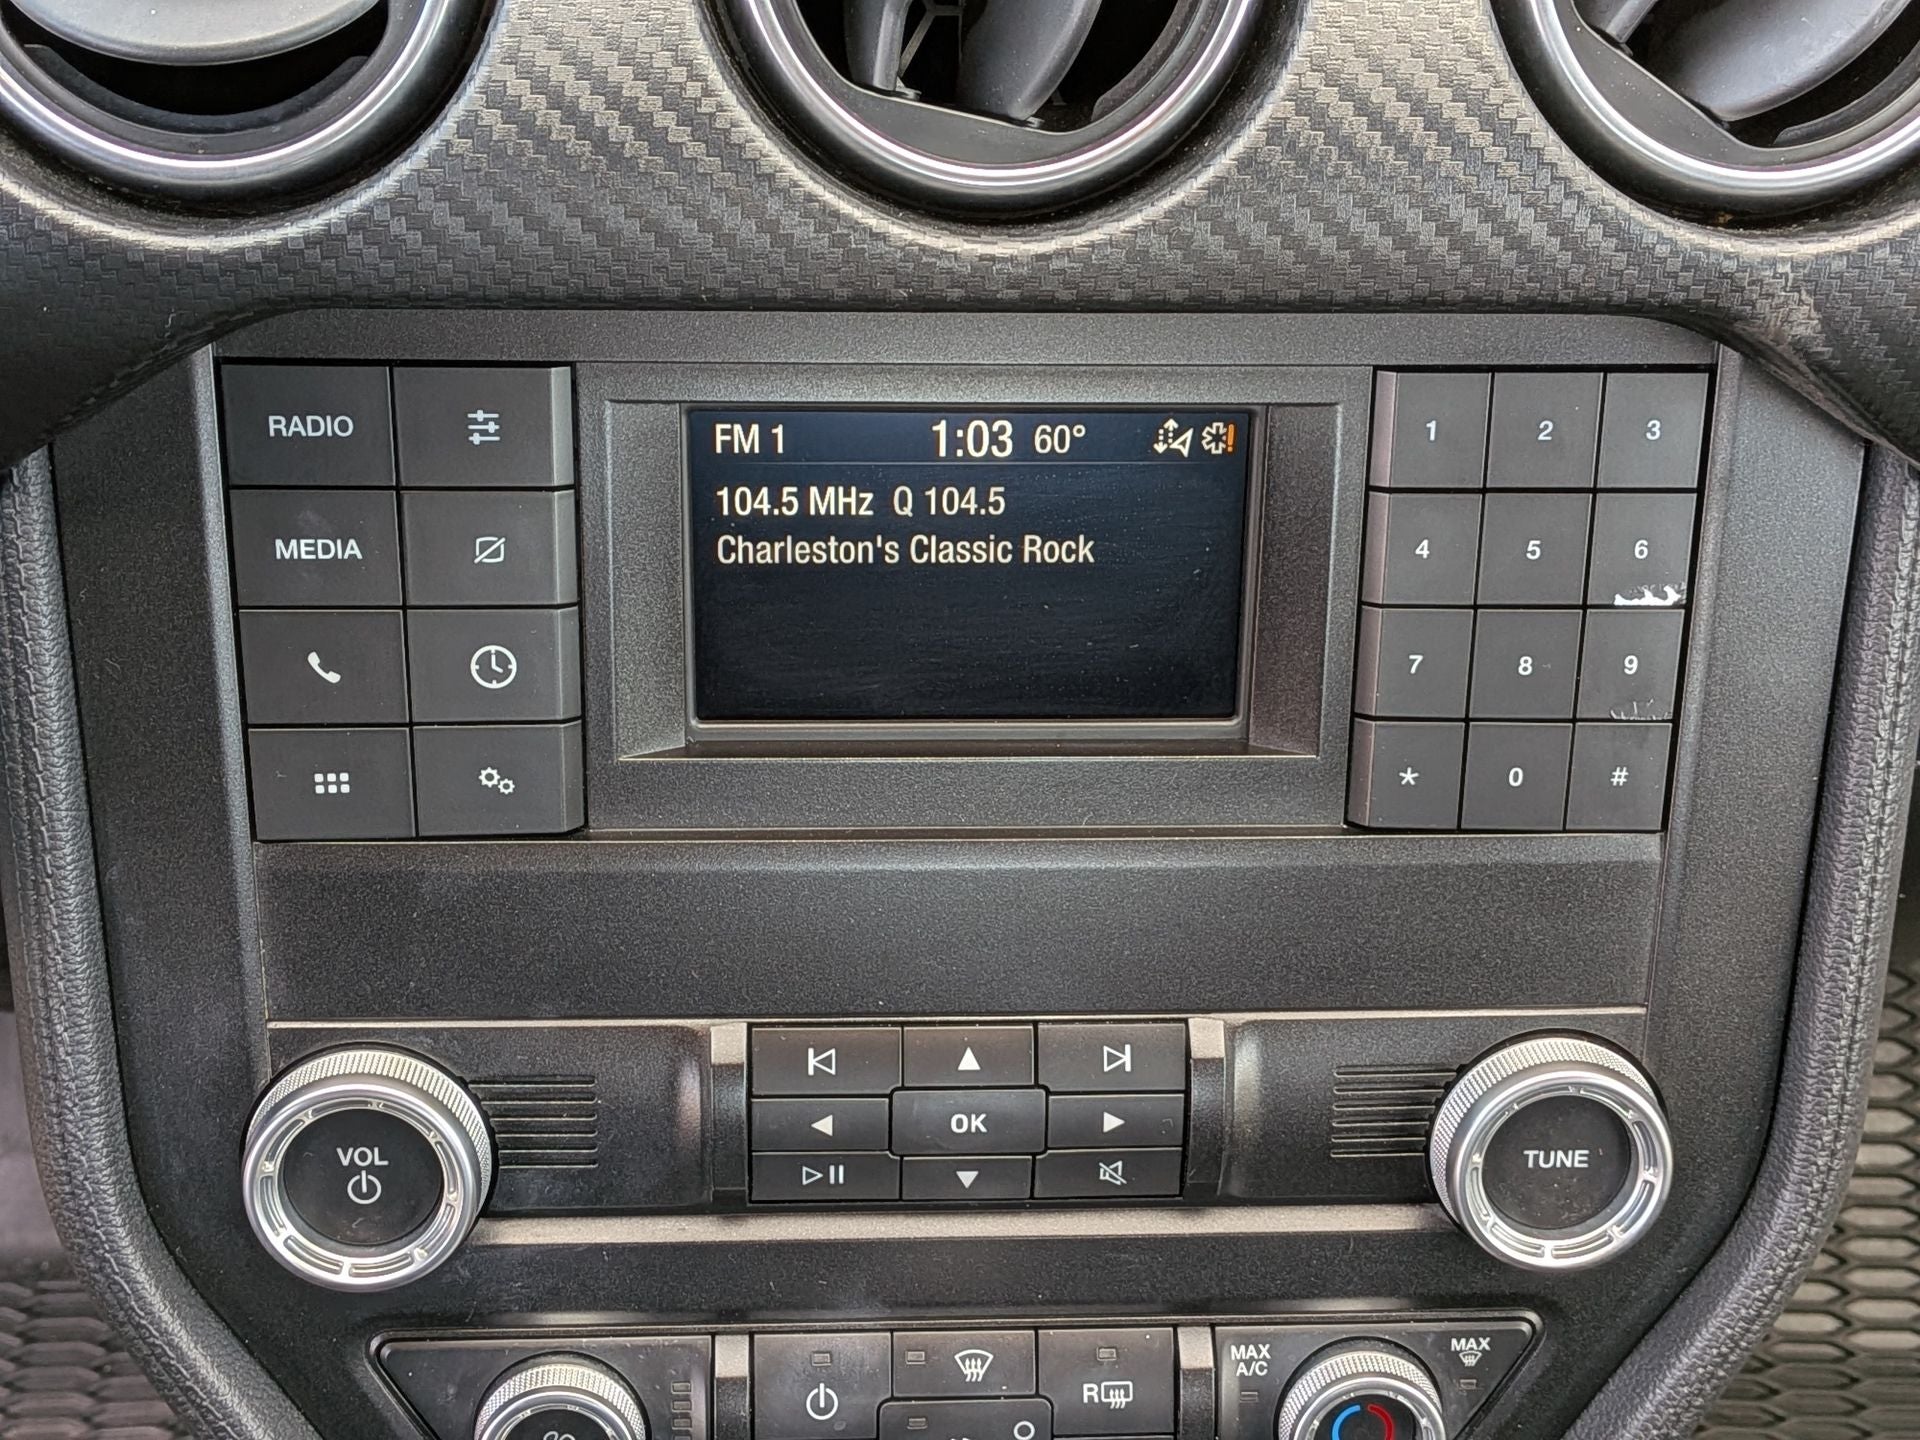 FM 1 1:03 60°
104.5 MHz Q 104.5
Charleston's Classic Rock
RADIO
MEDIA
1 2 3
4 5 6
7 8 9
* 0 #
OK
VOL
TUNE
MAX
A/C
MAX
R